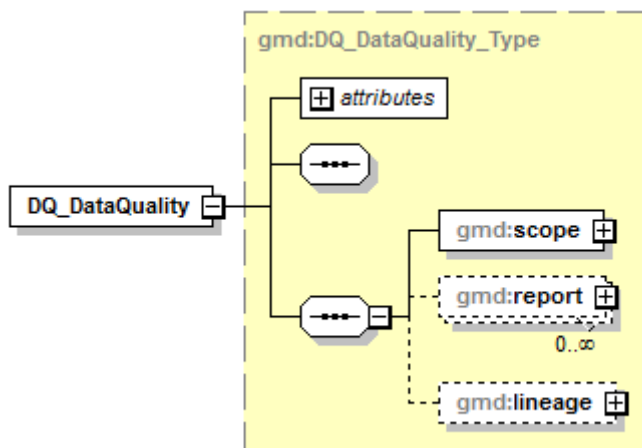 gmd:DQ_DataQuality_Type
attributes
DQ_DataQuality
gmd:scope
gmd:report
0..∞
gmd:lineage